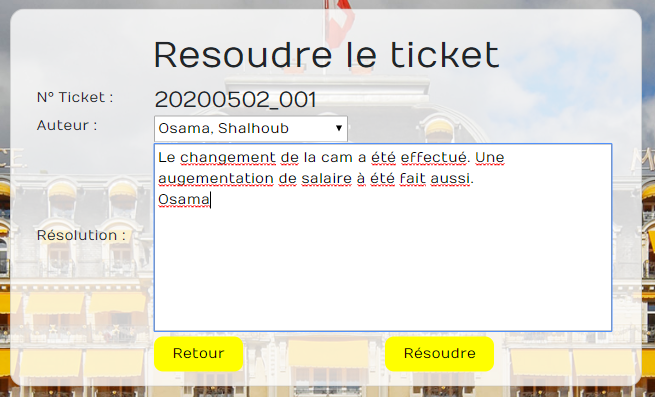 Resoudre le ticket
N° Ticket :
20200502_001
Auteur :
Osama, Shalhoub
Le changement de la cam a été effectué. Une
augementation de salaire à été fait aussi.
Osama
Résolution :
Retour
Résoudre